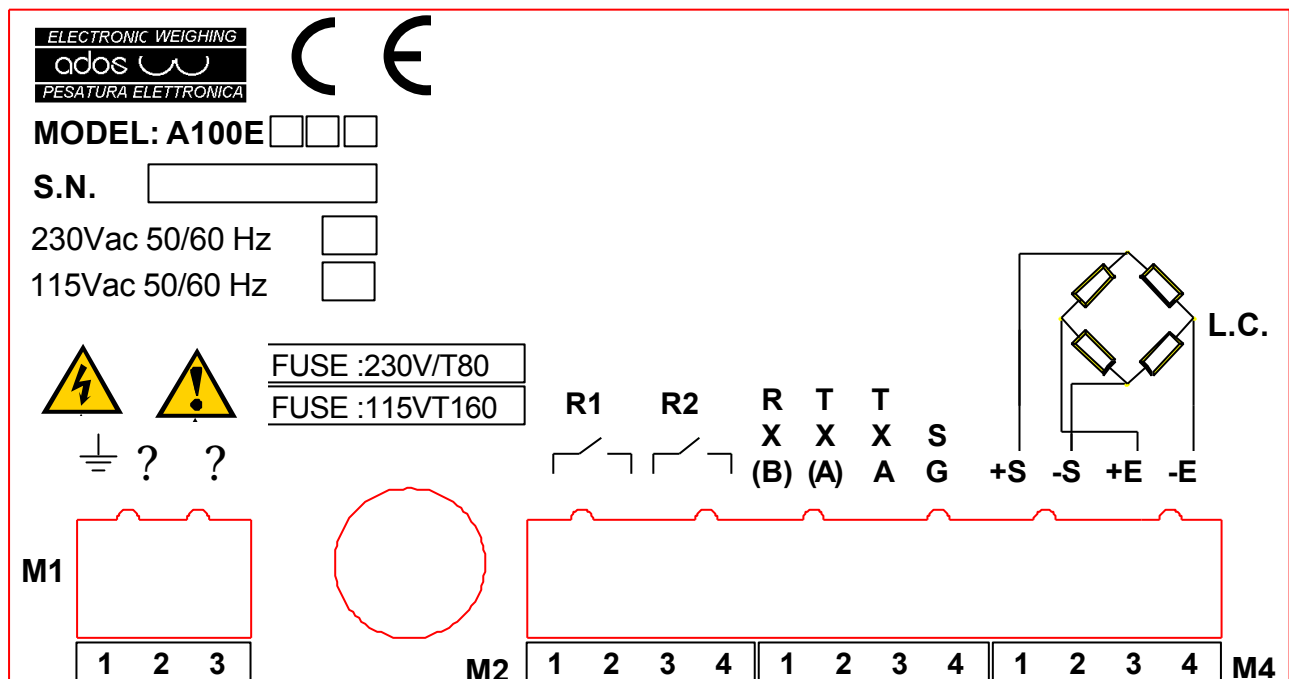 ELECTRONIC WEIGHING
ados
PESATURA ELETTRONICA
CE
MODEL: A100E
S.N.
230Vac 50/60 Hz
115Vac 50/60 Hz
L.C.
FUSE :230V/T80
FUSE :115VT160
R1 R2
R T T
X X X S
(B) (A) A G
+S -S +E -E
? ?
M1
1 2 3
M2 1 2 3 4 1 2 3 4 1 2 3 4 M4